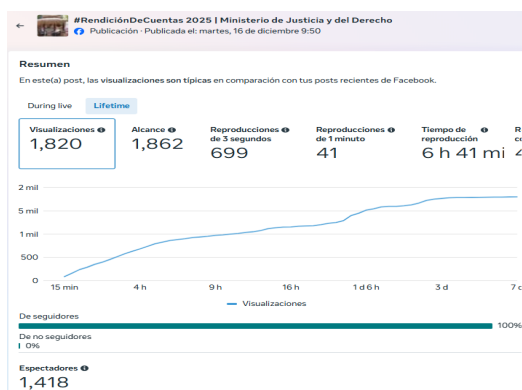 #RendiciónDeCuentas 2025 | Ministerio de Justicia y del Derecho
Publicación · Publicada el: martes, 16 de diciembre 9:50
Resumen
En este(a) post, las visualizaciones son típicas en comparación con tus posts recientes de Facebook.
During live Lifetime
Visualizaciones
1,820
Alcance
1,862
Reproducciones de 3 segundos
699
Reproducciones de 1 minuto
41
Tiempo de reproducción
6 h 41 mi
2 mil
5 mil
1 mil
500
0
15 min 4 h 9 h 16 h 1 d 6 h 3 d 7 d
Visualizaciones
De seguidores
100%
De no seguidores
0%
Espectadores
1,418